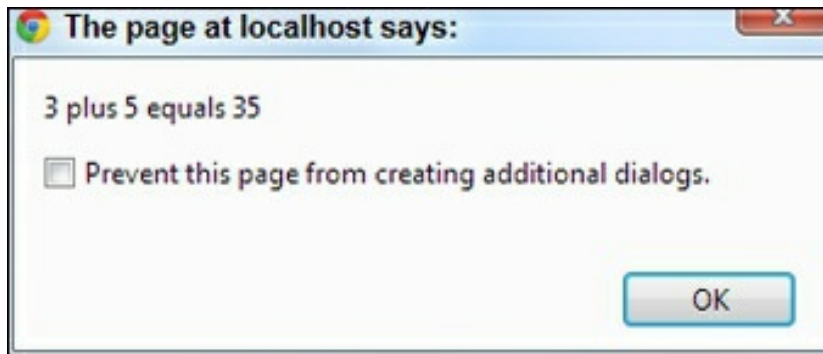 The page at localhost says:
3 plus 5 equals 35
Prevent this page from creating additional dialogs.
OK